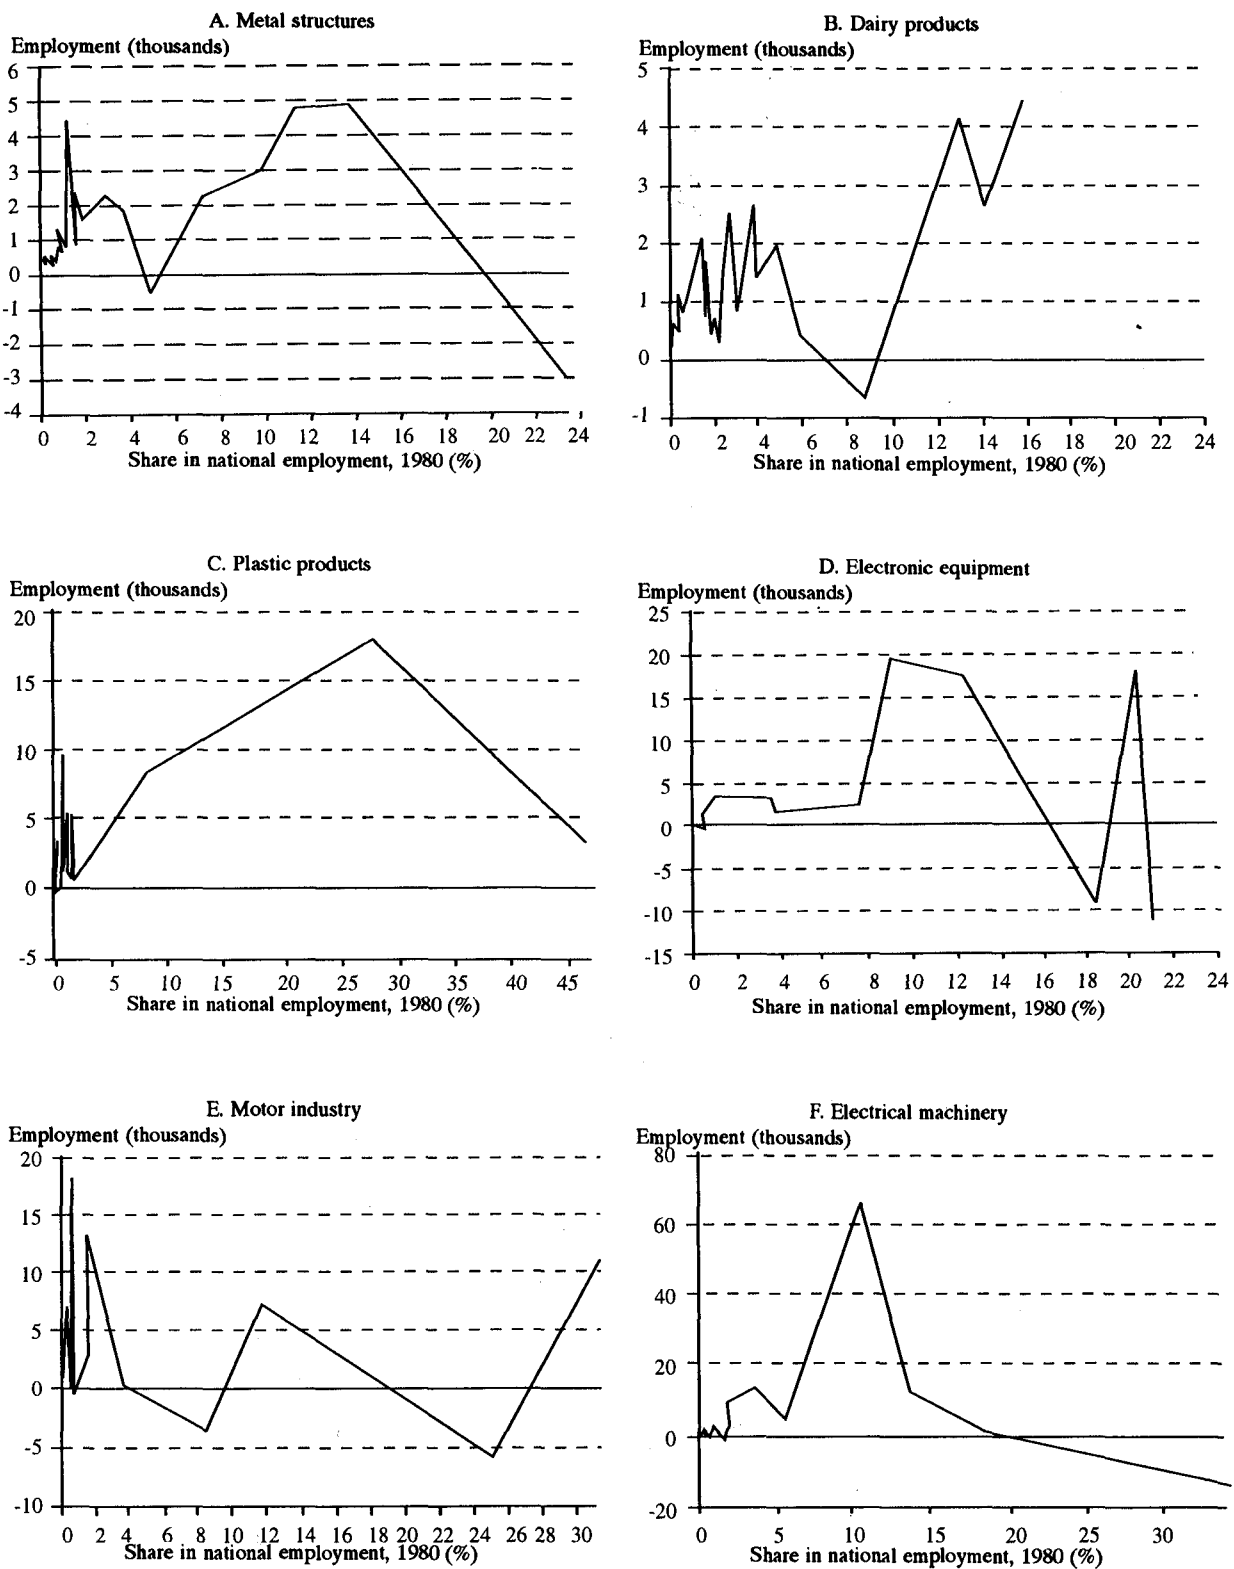 A. Metal structures
Employment (thousands)
6
5
4
3
2
1
0
-1
-2
-3
-4
0 2 4 6 8 10 12 14 16 18 20 22 24
Share in national employment, 1980 (%)
B. Dairy products
Employment (thousands)
5
4
3
2
1
0
-1
0 2 4 6 8 10 12 14 16 18 20 22 24
Share in national employment, 1980 (%)
C. Plastic products
Employment (thousands)
20
15
10
5
0
-5
0 5 10 15 20 25 30 35 40 45
Share in national employment, 1980 (%)
D. Electronic equipment
Employment (thousands)
25
20
15
10
5
0
-5
-10
-15
0 2 4 6 8 10 12 14 16 18 20 22 24
Share in national employment, 1980 (%)
E. Motor industry
Employment (thousands)
20
15
10
5
0
-5
-10
0 2 4 6 8 10 12 14 16 18 20 22 24 26 28 30
Share in national employment, 1980 (%)
F. Electrical machinery
Employment (thousands)
80
60
40
20
0
-20
0 5 10 15 20 25 30
Share in national employment, 1980 (%)